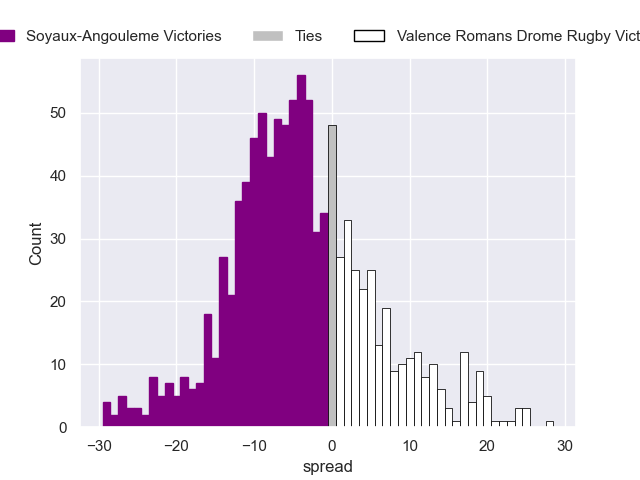 Soyaux-Angouleme Victories Ties Valence Romans Drome Rugby Vict
50
40
30
20
10
0
Count
−30 −20 −10 0 10 20 30
spread